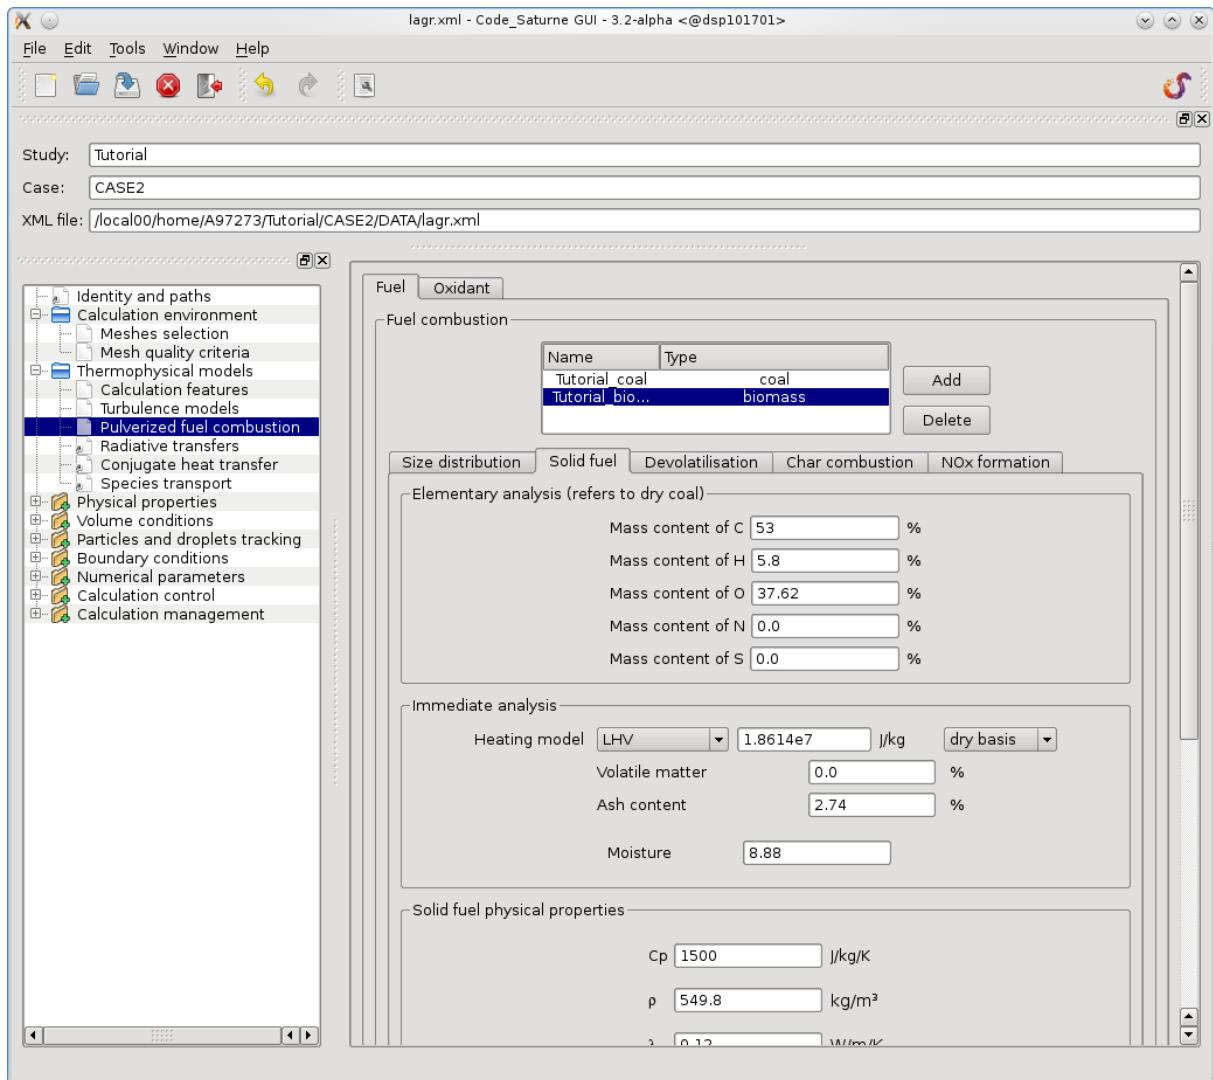 lagr.xml - Code_Saturne GUI - 3.2-alpha <@dsp101701>
File Edit Tools Window Help
Study: Tutorial
Case: CASE2
XML file: /local00/home/A97273/Tutorial/CASE2/DATA/lagr.xml
Identity and paths
Calculation environment
Meshes selection
Mesh quality criteria
Thermophysical models
Calculation features
Turbulence models
Pulverized fuel combustion
Radiative transfers
Conjugate heat transfer
Species transport
Physical properties
Volume conditions
Particles and droplets tracking
Boundary conditions
Numerical parameters
Calculation control
Calculation management
Fuel Oxidant
Fuel combustion
Name Type
Tutorial_coal coal
Tutorial_bio... biomass
Add
Delete
Size distribution Solid fuel Devolatilisation Char combustion NOx formation
Elementary analysis (refers to dry coal)
Mass content of C 53 %
Mass content of H 5.8 %
Mass content of O 37.62 %
Mass content of N 0.0 %
Mass content of S 0.0 %
Immediate analysis
Heating model LHV 1.8614e7 J/kg dry basis
Volatile matter 0.0 %
Ash content 2.74 %
Moisture 8.88
Solid fuel physical properties
Cp 1500 J/kg/K
ρ 549.8 kg/m³
λ 0.12 W/m/K